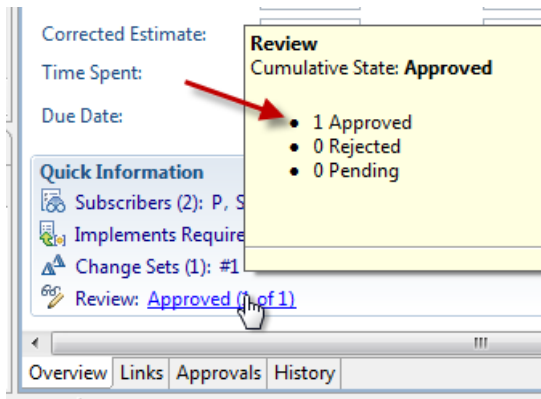 Corrected Estimate:
Time Spent:
Due Date:
Review
Cumulative State: Approved
• 1 Approved
• 0 Rejected
• 0 Pending
Quick Information
Subscribers (2): P, S
Implements Require
Change Sets (1): #1
Review: Approved (1 of 1)
Overview Links Approvals History